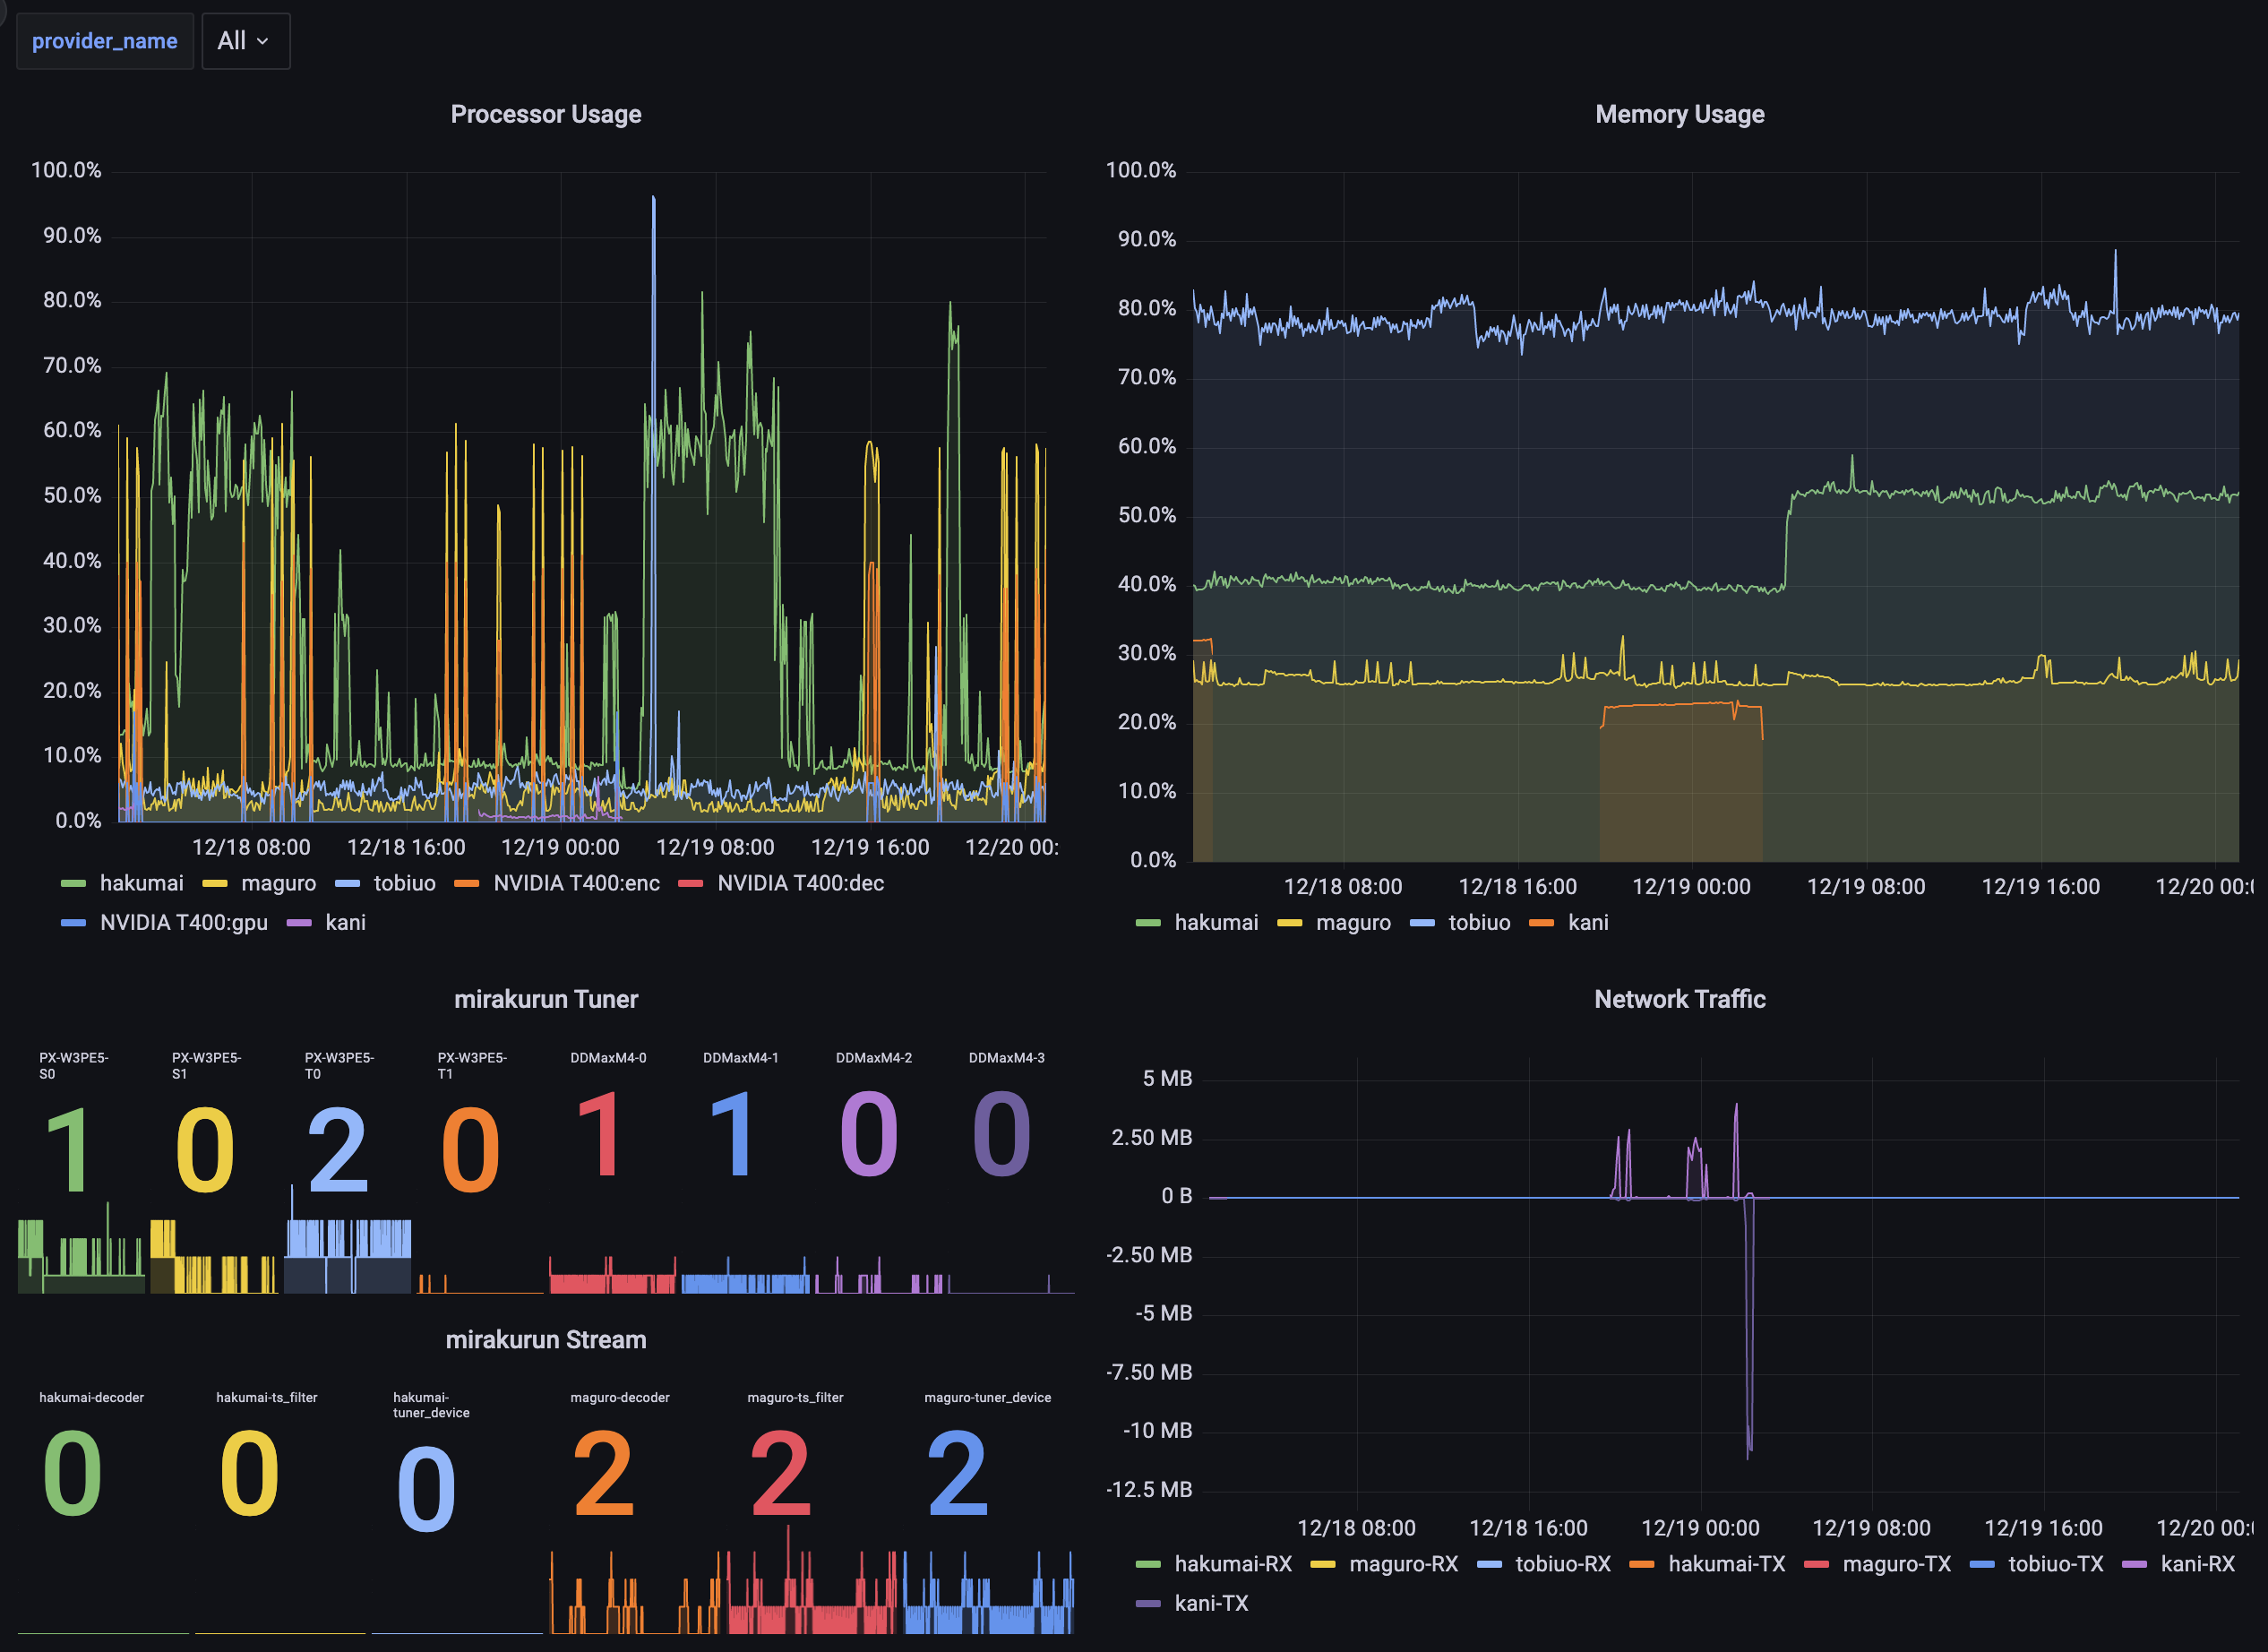 provider_name
All
Processor Usage
100.0%
90.0%
80.0%
70.0%
60.0%
50.0%
40.0%
30.0%
20.0%
10.0%
0.0%
12/18 08:00 12/18 16:00 12/19 00:00 12/19 08:00 12/19 16:00 12/20 00:
hakumai maguro tobiuo NVIDIA T400:enc NVIDIA T400:dec
NVIDIA T400:gpu kani
Memory Usage
100.0%
90.0%
80.0%
70.0%
60.0%
50.0%
40.0%
30.0%
20.0%
10.0%
0.0%
12/18 08:00 12/18 16:00 12/19 00:00 12/19 08:00 12/19 16:00 12/20 00:
hakumai maguro tobiuo kani
mirakurun Tuner
PX-W3PE5-
S0
1
PX-W3PE5-
S1
0
PX-W3PE5-
T0
2
PX-W3PE5-
T1
0
DDMaxM4-0
1
DDMaxM4-1
1
DDMaxM4-2
0
DDMaxM4-3
0
mirakurun Stream
hakumai-decoder
0
hakumai-ts_filter
0
hakumai-
tuner_device
0
maguro-decoder
2
maguro-ts_filter
2
maguro-tuner_device
2
Network Traffic
5 MB
2.50 MB
0 B
-2.50 MB
-5 MB
-7.50 MB
-10 MB
-12.5 MB
12/18 08:00 12/18 16:00 12/19 00:00 12/19 08:00 12/19 16:00 12/20 00:
hakumai-RX maguro-RX tobiuo-RX hakumai-TX maguro-TX tobiuo-TX kani-RX
kani-TX